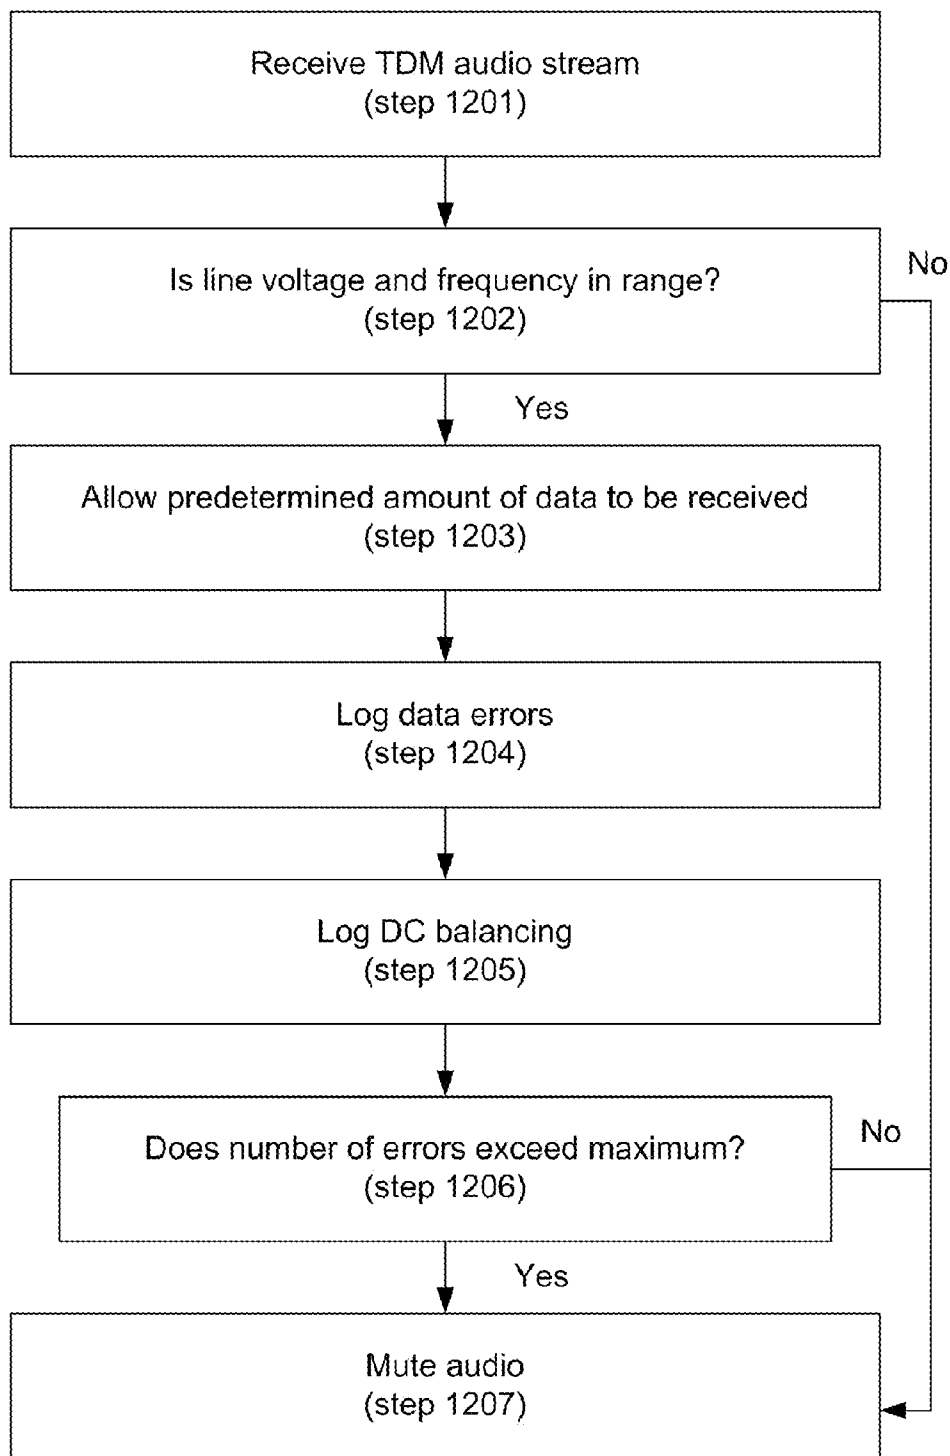 Receive TDM audio stream
(step 1201)
Is line voltage and frequency in range?
(step 1202)
No
Yes
Allow predetermined amount of data to be received
(step 1203)
Log data errors
(step 1204)
Log DC balancing
(step 1205)
Does number of errors exceed maximum?
(step 1206)
No
Yes
Mute audio
(step 1207)